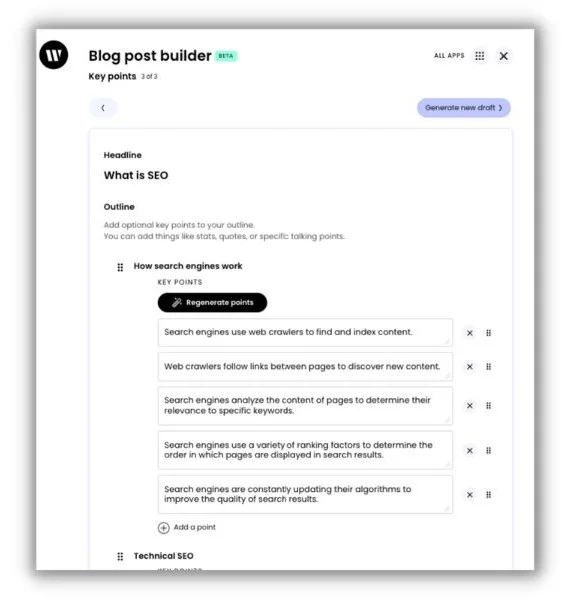 Blog post builder BETA
ALL APPS
Key points 3 of 3
Generate new draft
Headline
What is SEO
Outline
Add optional key points to your outline.
You can add things like stats, quotes, or specific talking points.
How search engines work
KEY POINTS
Regenerate points
Search engines use web crawlers to find and index content.
Web crawlers follow links between pages to discover new content.
Search engines analyze the content of pages to determine their
relevance to specific keywords.
Search engines use a variety of ranking factors to determine the
order in which pages are displayed in search results.
Search engines are constantly updating their algorithms to
improve the quality of search results.
Add a point
Technical SEO
KEY POINTS